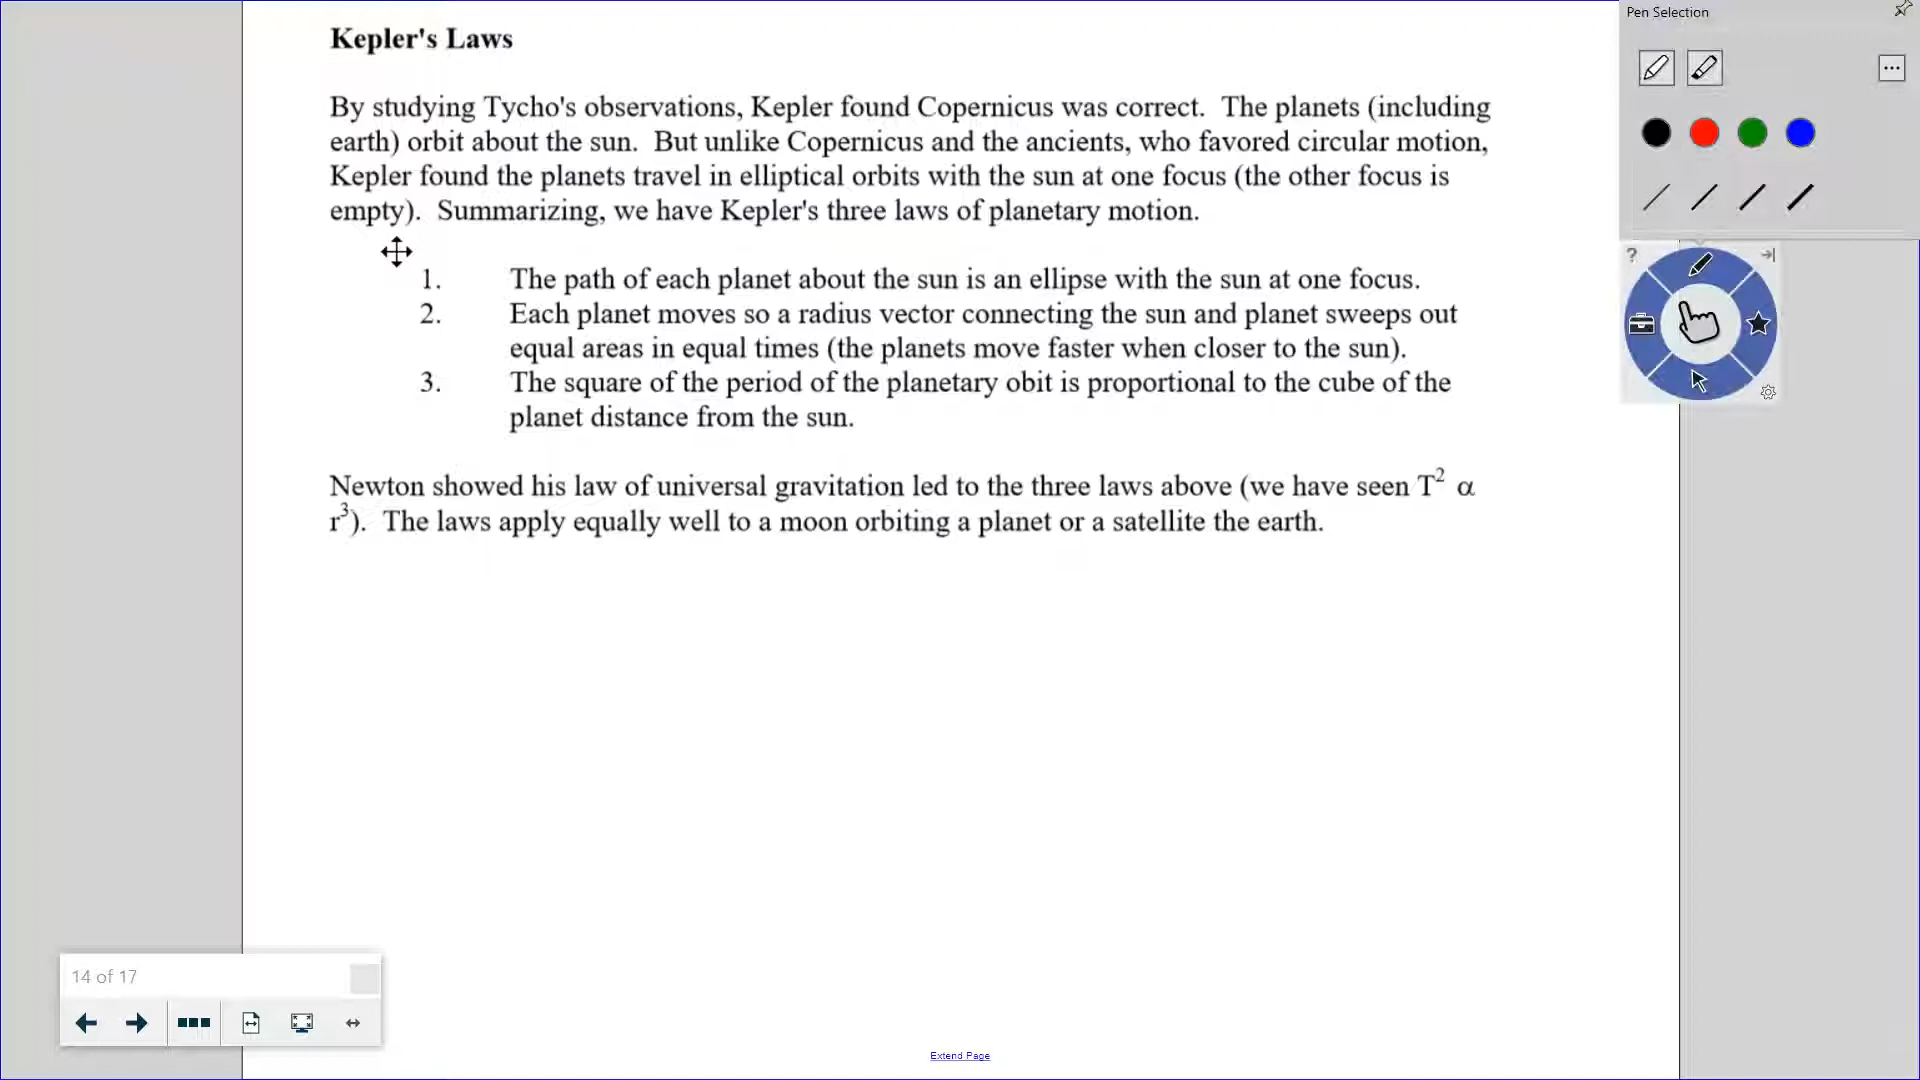 Kepler's Laws
By studying Tycho's observations, Kepler found Copernicus was correct. The planets (including
earth) orbit about the sun. But unlike Copernicus and the ancients, who favored circular motion,
Kepler found the planets travel in elliptical orbits with the sun at one focus (the other focus is
empty). Summarizing, we have Kepler's three laws of planetary motion.
1. The path of each planet about the sun is an ellipse with the sun at one focus.
2. Each planet moves so a radius vector connecting the sun and planet sweeps out
equal areas in equal times (the planets move faster when closer to the sun).
3. The square of the period of the planetary obit is proportional to the cube of the
planet distance from the sun.
Newton showed his law of universal gravitation led to the three laws above (we have seen T² α
r³). The laws apply equally well to a moon orbiting a planet or a satellite the earth.
Pen Selection
?
14 of 17
Extend Page